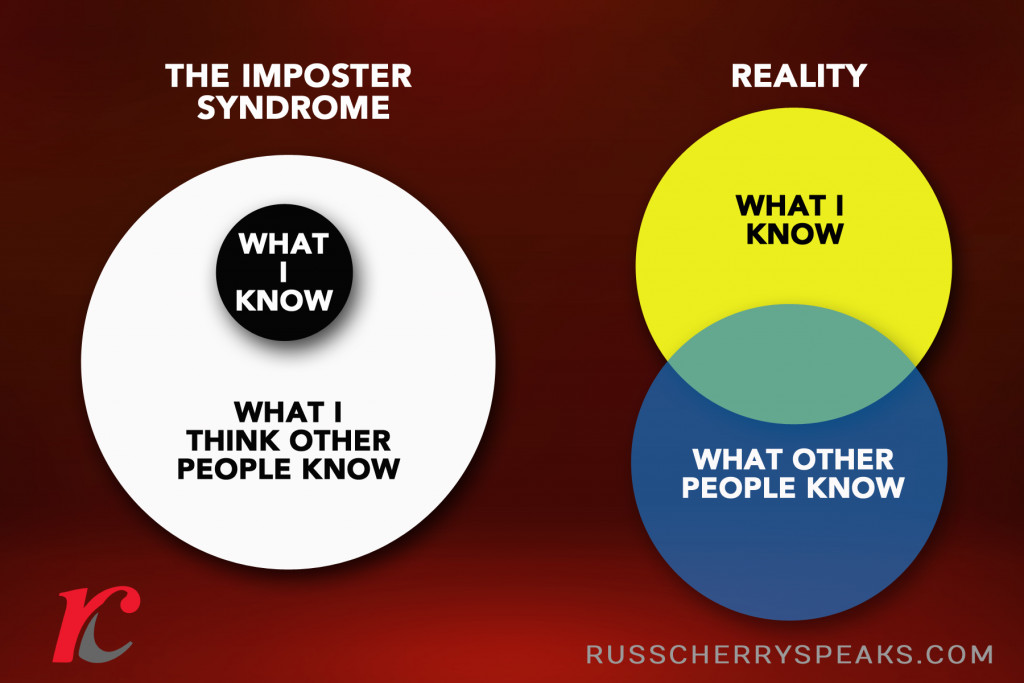 THE IMPOSTER
SYNDROME
WHAT
I
KNOW
WHAT I
THINK OTHER
PEOPLE KNOW
REALITY
WHAT I
KNOW
WHAT OTHER
PEOPLE KNOW
rc
RUSSCHERRYSPEAKS.COM